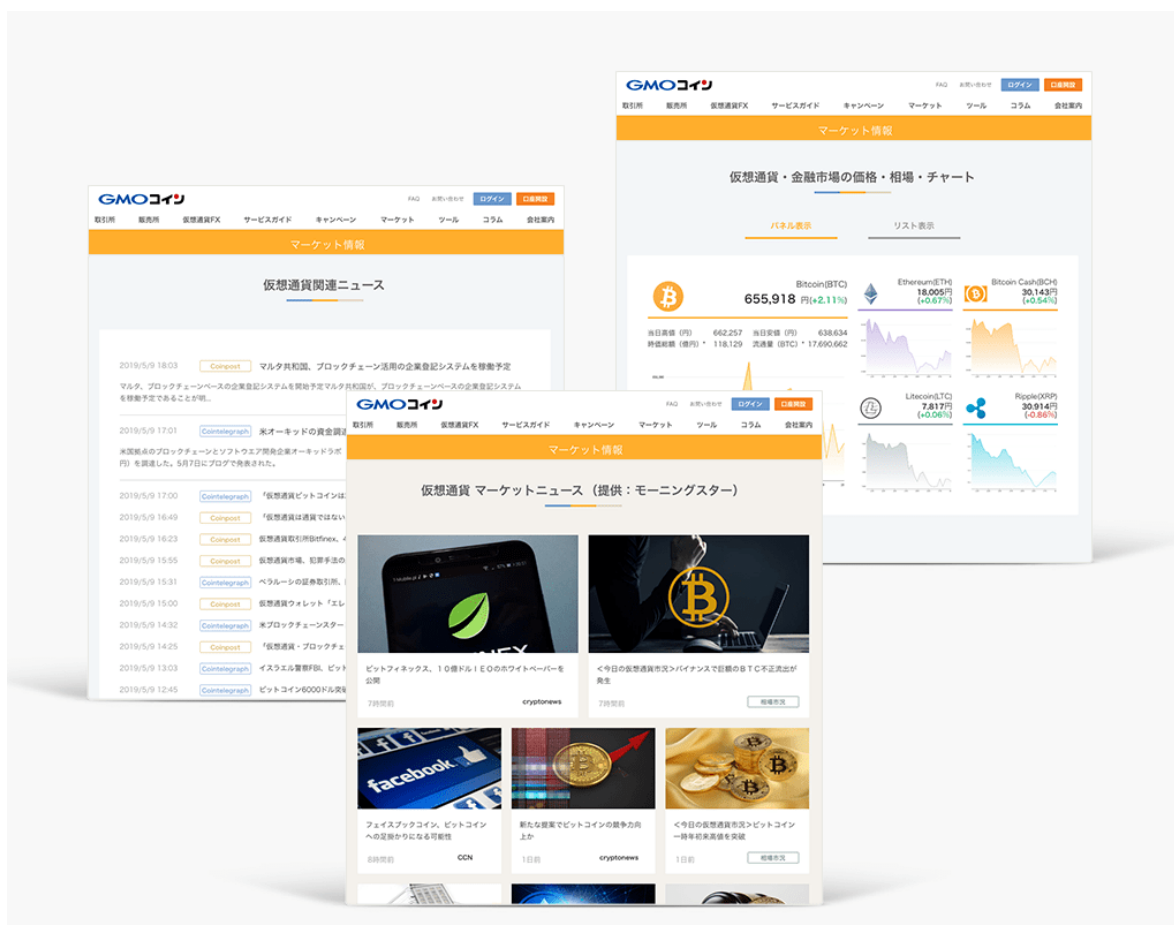 GMOコイン
FAQ お問い合わせ ログイン 口座開設
取引所 販売所 仮想通貨FX サービスガイド キャンペーン マーケット ツール コラム 会社案内
マーケット情報
仮想通貨・金融市場の価格・相場・チャート
パネル表示 リスト表示
Bitcoin(BTC)
655,918 円(+2.11%)
当日高値(円) 662,257 当日安値(円) 638,634
時価総額(億円)* 118,129 流通量(BTC)* 17,690,662
Ethereum(ETH)
18,005円
(+0.67%)
Bitcoin Cash(BCH)
30,143円
(+0.54%)
Litecoin(LTC)
7,817円
(+0.06%)
Ripple(XRP)
30.914円
(-0.86%)
GMOコイン
FAQ お問い合わせ ログイン 口座開設
取引所 販売所 仮想通貨FX サービスガイド キャンペーン マーケット ツール コラム 会社案内
マーケット情報
仮想通貨関連ニュース
2019/5/9 18:03 Coinpost マルタ共和国、ブロックチェーン活用の企業登記システムを稼働予定
マルタ、ブロックチェーンベースの企業登記システムを開始予定マルタ共和国が、ブロックチェーンベースの企業登記システム
を稼働予定であることが明...
2019/5/9 17:01 Cointelegraph 米オーキッドの資金調達
米国拠点のブロックチェーンとソフトウエア開発企業オーキッドラボ
円)を調達した。5月7日にブログで発表された。
2019/5/9 17:00 Cointelegraph 「仮想通貨ビットコインは
2019/5/9 16:49 Coinpost 「仮想通貨は通貨ではない
2019/5/9 16:23 Coinpost 仮想通貨取引所Bitfinex、
2019/5/9 15:55 Coinpost 仮想通貨市場、犯罪手法の
2019/5/9 15:31 Cointelegraph ベラルーシの証券取引所、
2019/5/9 15:00 Coinpost 仮想通貨ウォレット「エレ
2019/5/9 14:32 Cointelegraph 米ブロックチェーンスター
2019/5/9 14:25 Coinpost 「仮想通貨・ブロックチェ
2019/5/9 13:03 Cointelegraph イスラエル警察FBI、ビット
2019/5/9 12:45 Cointelegraph ビットコイン6000ドル突破
GMOコイン
FAQ お問い合わせ ログイン 口座開設
取引所 販売所 仮想通貨FX サービスガイド キャンペーン マーケット ツール コラム 会社案内
マーケット情報
仮想通貨 マーケットニュース(提供:モーニングスター)
ビットフィネックス、10億ドルIEOのホワイトペーパーを
公開
7時間前 cryptonews
<今日の仮想通貨市況>バイナンスで巨額のBTC不正流出が
発生
7時間前 相場市況
facebook
フェイスブックコイン、ビットコイン
への足掛かりになる可能性
8時間前 CCN
新たな提案でビットコインの競争力向
上か
1日前 cryptonews
<今日の仮想通貨市況>ビットコイン
一時年初来高値を突破
1日前 相場市況